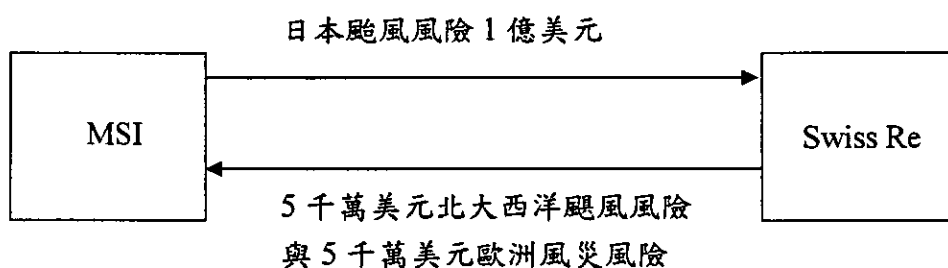 日本颱風風險 1 億美元
MSI
Swiss Re
5 千萬美元北大西洋颶風風險
與 5 千萬美元歐洲風災風險